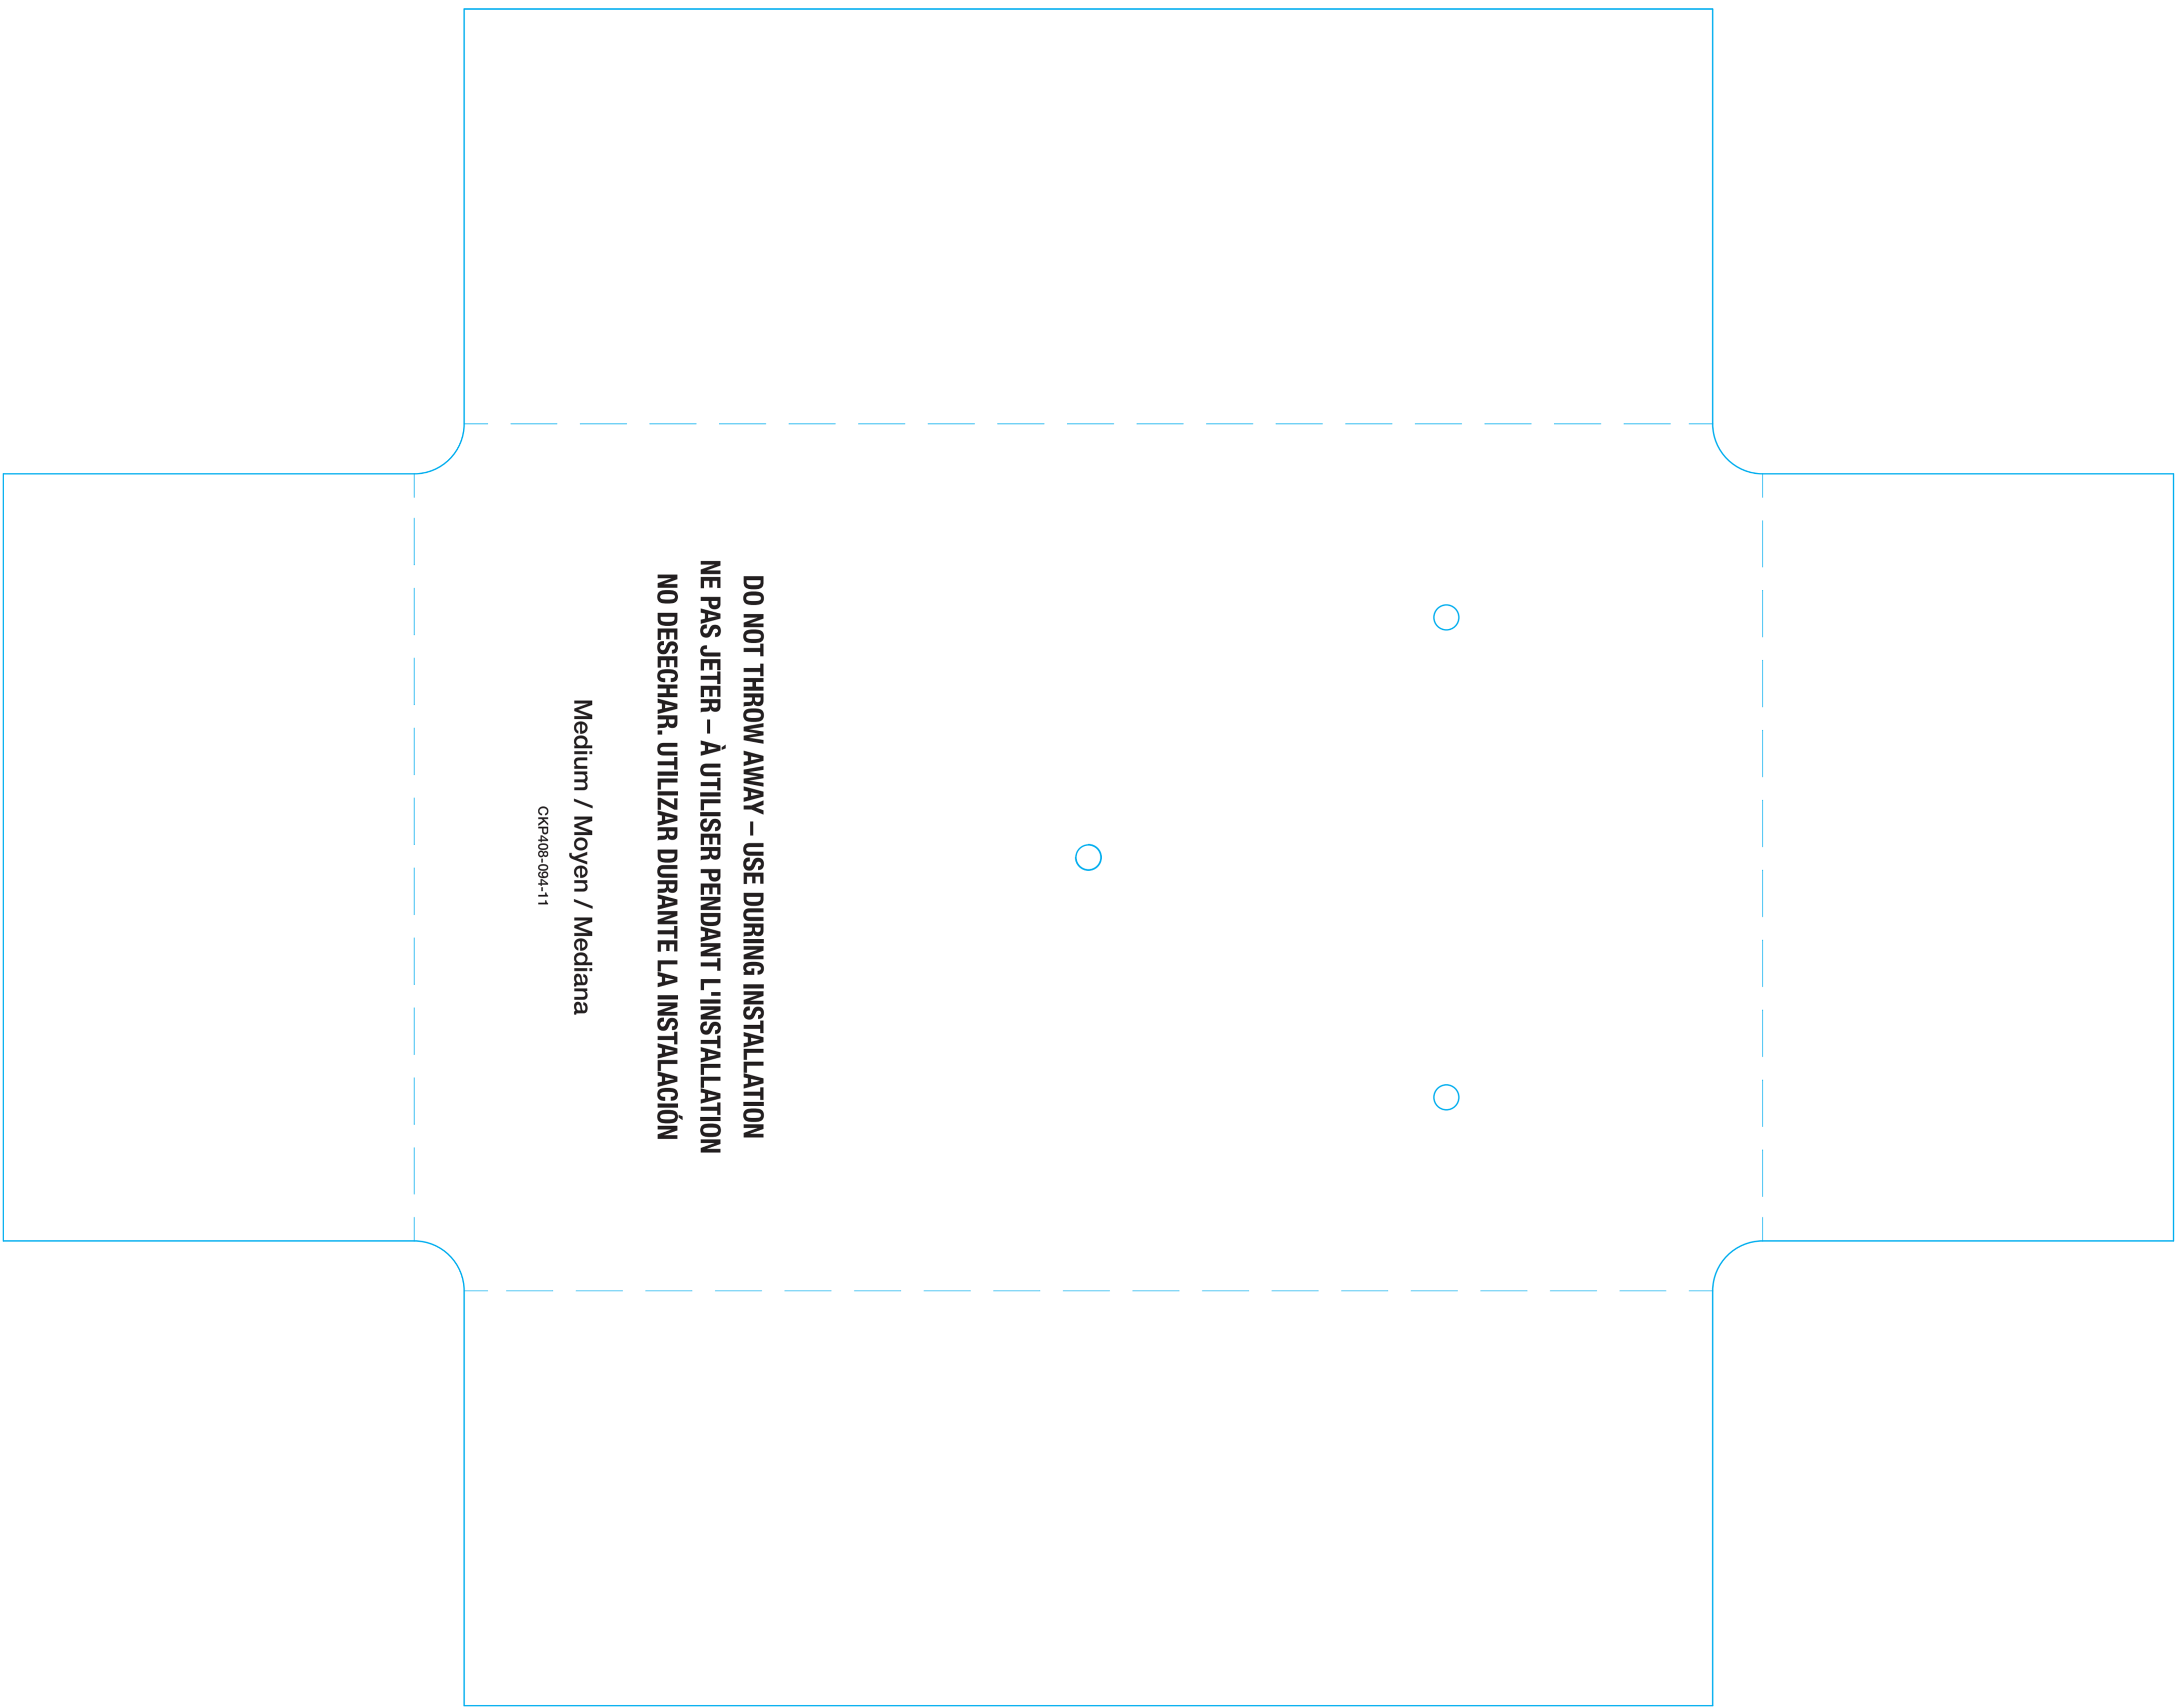 DO NOT THROW AWAY – USE DURING INSTALLATION
NE PAS JETER – À UTILISER PENDANT L'INSTALLATION
NO DESECHAR. UTILIZAR DURANTE LA INSTALACIÓN
Medium / Moyen / Mediana
CKP408-094-11